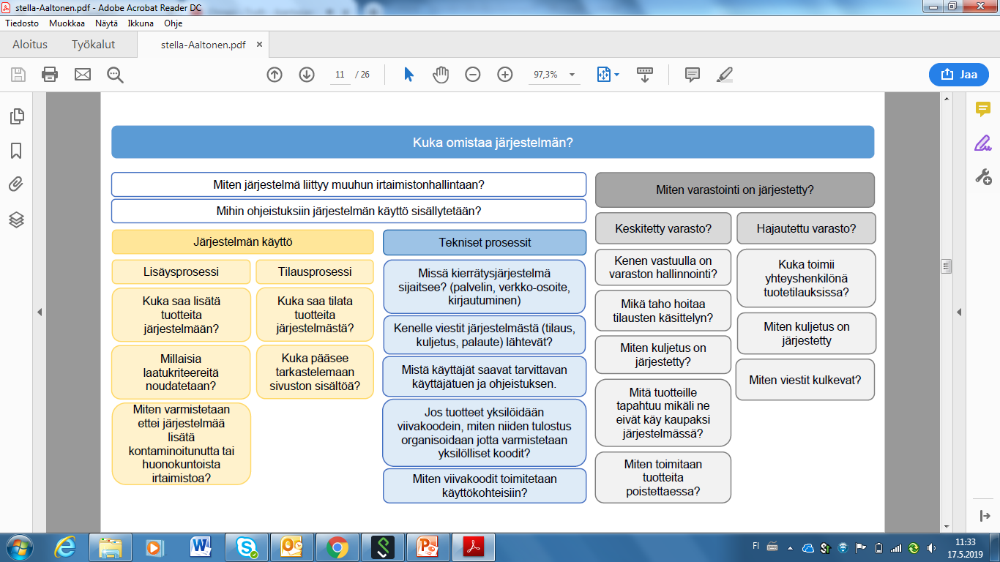 stella-Aaltonen.pdf - Adobe Acrobat Reader DC
Tiedosto Muokkaa Näytä Ikkuna Ohje
Aloitus Työkalut stella-Aaltonen.pdf ×
11 / 26 97,3% Jaa
Kuka omistaa järjestelmän?
Miten järjestelmä liittyy muuhun irtaimistonhallintaan?
Mihin ohjeistuksiin järjestelmän käyttö sisällytetään?
Järjestelmän käyttö
Lisäysprosessi
Kuka saa lisätä
tuotteita
järjestelmään?
Millaisia
laatukriteereitä
noudatetaan?
Miten varmistetaan
ettei järjestelmää
lisätä
kontaminoitunutta tai
huonokuntoista
irtaimistoa?
Tilausprosessi
Kuka saa tilata
tuotteita
järjestelmästä?
Kuka pääsee
tarkastelemaan
sivuston sisältöä?
Tekniset prosessit
Missä kierrätysjärjestelmä
sijaitsee? (palvelin, verkko-osoite,
kirjautuminen)
Kenelle viestit järjestelmästä (tilaus,
kuljetus, palaute) lähtevät?
Mistä käyttäjät saavat tarvittavan
käyttäjätuen ja ohjeistuksen.
Jos tuotteet yksilöidään
viivakoodein, miten niiden tulostus
organisoidaan jotta varmistetaan
yksilölliset koodit?
Miten viivakoodit toimitetaan
käyttökohteisiin?
Miten varastointi on järjestetty?
Keskitetty varasto?
Kenen vastuulla on
varaston hallinnointi?
Mikä taho hoitaa
tilausten käsittelyn?
Miten kuljetus on
järjestetty?
Mitä tuotteille
tapahtuu mikäli ne
eivät käy kaupaksi
järjestelmässä?
Miten toimitaan
tuotteita
poistettaessa?
Hajautettu varasto?
Kuka toimii
yhteyshenkilönä
tuotetilauksissa?
Miten kuljetus on
järjestetty
Miten viestit kulkevat?
FI
11:33
17.5.2019